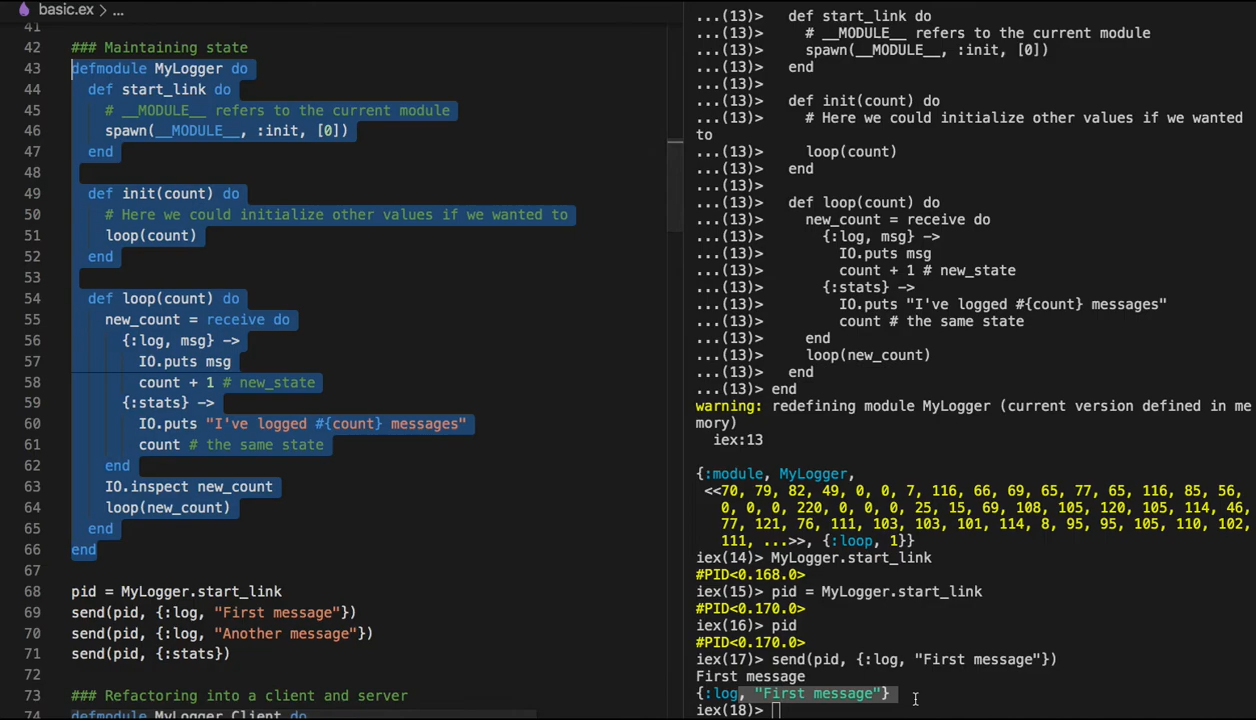 basic.ex > ...
41
42 ### Maintaining state
43 defmodule MyLogger do
44 def start_link do
45 # __MODULE__ refers to the current module
46 spawn(__MODULE__, :init, [0])
47 end
48
49 def init(count) do
50 # Here we could initialize other values if we wanted to
51 loop(count)
52 end
53
54 def loop(count) do
55 new_count = receive do
56 {:log, msg} ->
57 IO.puts msg
58 count + 1 # new_state
59 {:stats} ->
60 IO.puts "I've logged #{count} messages"
61 count # the same state
62 end
63 IO.inspect new_count
64 loop(new_count)
65 end
66 end
67
68 pid = MyLogger.start_link
69 send(pid, {:log, "First message"})
70 send(pid, {:log, "Another message"})
71 send(pid, {:stats})
72
73 ### Refactoring into a client and server
74 defmodule MyLogger.Client do
...(13)> def start_link do
...(13)> # __MODULE__ refers to the current module
...(13)> spawn(__MODULE__, :init, [0])
...(13)> end
...(13)>
...(13)> def init(count) do
...(13)> # Here we could initialize other values if we wanted
to
...(13)> loop(count)
...(13)> end
...(13)>
...(13)> def loop(count) do
...(13)> new_count = receive do
...(13)> {:log, msg} ->
...(13)> IO.puts msg
...(13)> count + 1 # new_state
...(13)> {:stats} ->
...(13)> IO.puts "I've logged #{count} messages"
...(13)> count # the same state
...(13)> end
...(13)> loop(new_count)
...(13)> end
...(13)> end
warning: redefining module MyLogger (current version defined in me
mory)
iex:13
{:module, MyLogger,
<<70, 79, 82, 49, 0, 0, 7, 116, 66, 69, 65, 77, 65, 116, 85, 56,
0, 0, 0, 220, 0, 0, 0, 25, 15, 69, 108, 105, 120, 105, 114, 46,
77, 121, 76, 111, 103, 103, 101, 114, 8, 95, 95, 105, 110, 102,
111, ...>>, {:loop, 1}}
iex(14)> MyLogger.start_link
#PID<0.168.0>
iex(15)> pid = MyLogger.start_link
#PID<0.170.0>
iex(16)> pid
#PID<0.170.0>
iex(17)> send(pid, {:log, "First message"})
First message
{:log, "First message"}
iex(18)>